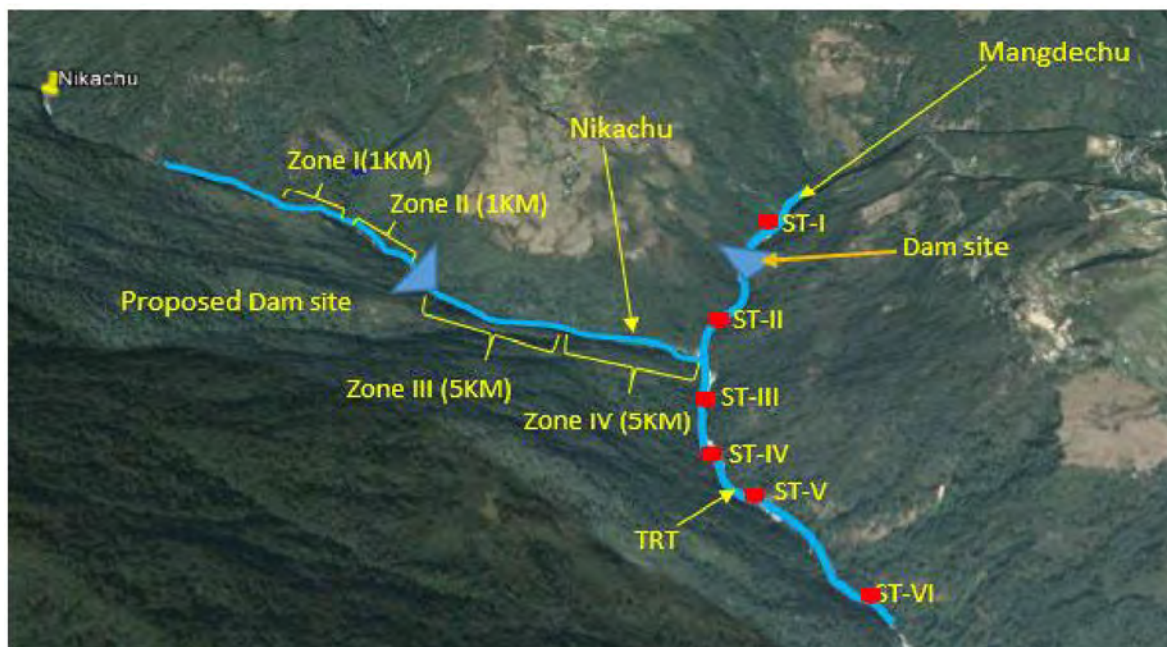 Mangdechu
Nikachu
Nikachu
Zone I(1KM)
Zone II (1KM)
ST-I
Dam site
Proposed Dam site
ST-II
Zone III (5KM)
ST-III
Zone IV (5KM)
ST-IV
ST-V
TRT
ST-VI